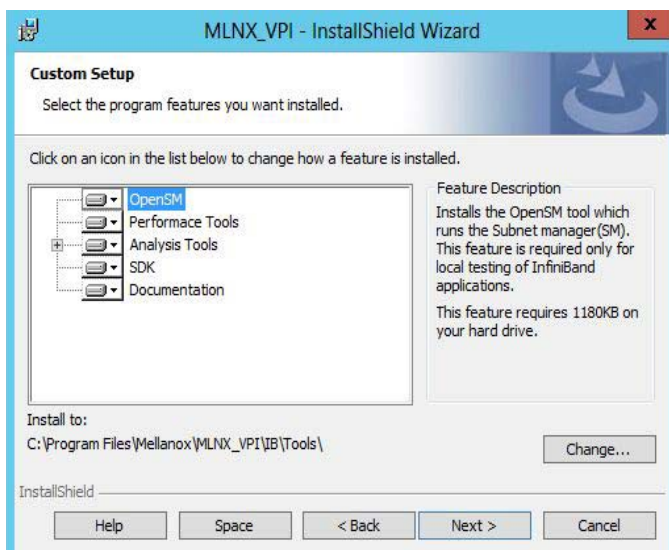 MLNX_VPI - InstallShield Wizard
x
Custom Setup
Select the program features you want installed.
Click on an icon in the list below to change how a feature is installed.
OpenSM
Performace Tools
Analysis Tools
SDK
Documentation
Feature Description
Installs the OpenSM tool which
runs the Subnet manager(SM).
This feature is required only for
local testing of InfiniBand
applications.
This feature requires 1180KB on
your hard drive.
Install to:
C:\Program Files\Mellanox\MLNX_VPI\IB\Tools\
Change...
InstallShield
Help
Space
< Back
Next >
Cancel